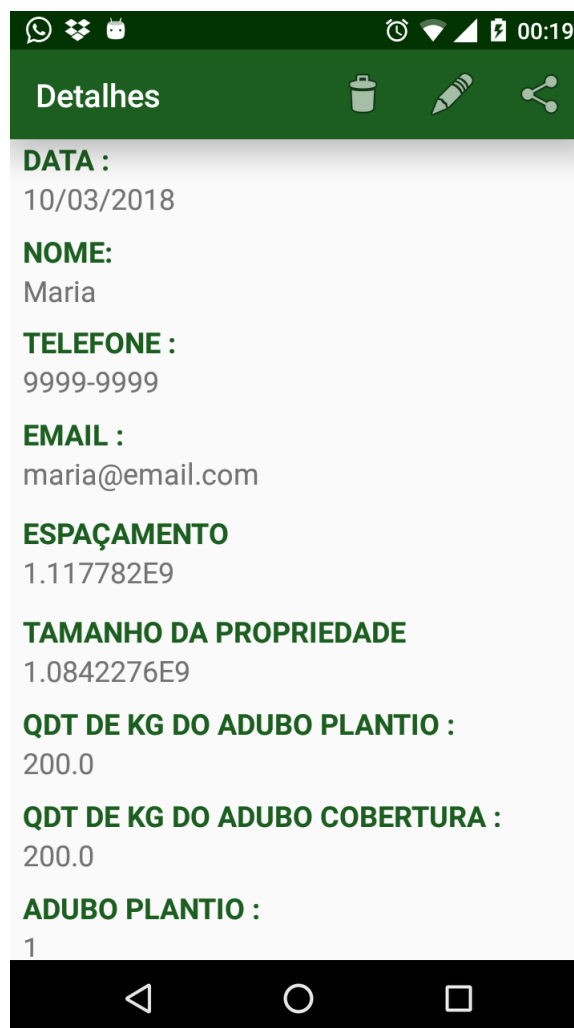 00:19
Detalhes
DATA :
10/03/2018
NOME:
Maria
TELEFONE :
9999-9999
EMAIL :
maria@email.com
ESPAÇAMENTO
1.117782E9
TAMANHO DA PROPRIEDADE
1.0842276E9
QDT DE KG DO ADUBO PLANTIO :
200.0
QDT DE KG DO ADUBO COBERTURA :
200.0
ADUBO PLANTIO :
1